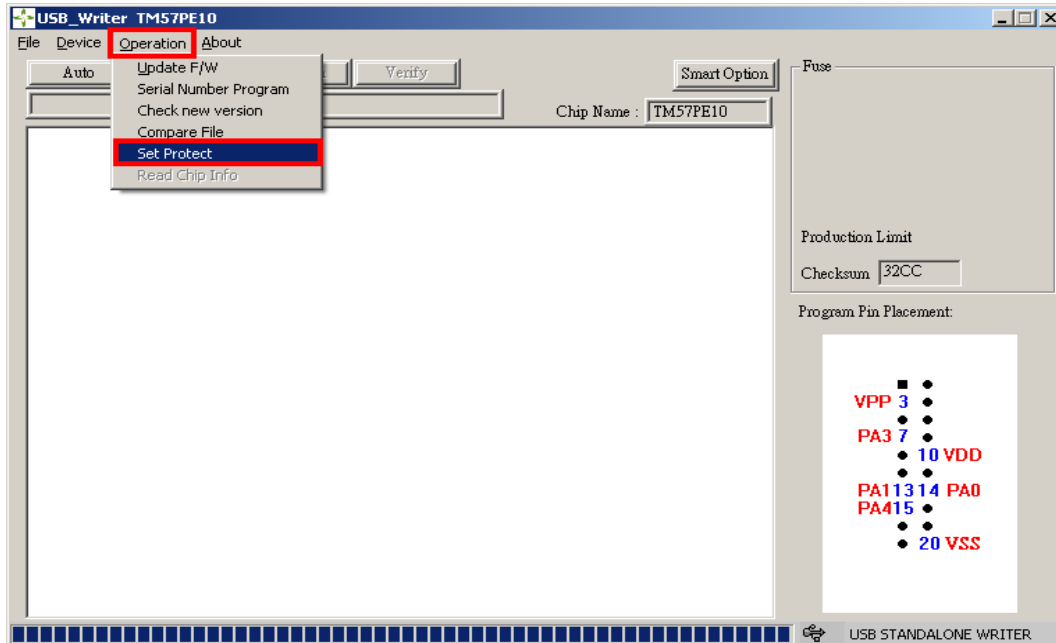 USB_Writer TM57PE10
File Device Operation About
Auto
Verify
Smart Option
Update F/W
Serial Number Program
Check new version
Compare File
Set Protect
Read Chip Info
Chip Name : TM57PE10
Fuse
Production Limit
Checksum 32CC
Program Pin Placement:
VPP 3
PA3 7
10 VDD
PA1 13 14 PA0
PA4 15
20 VSS
USB STANDALONE WRITER